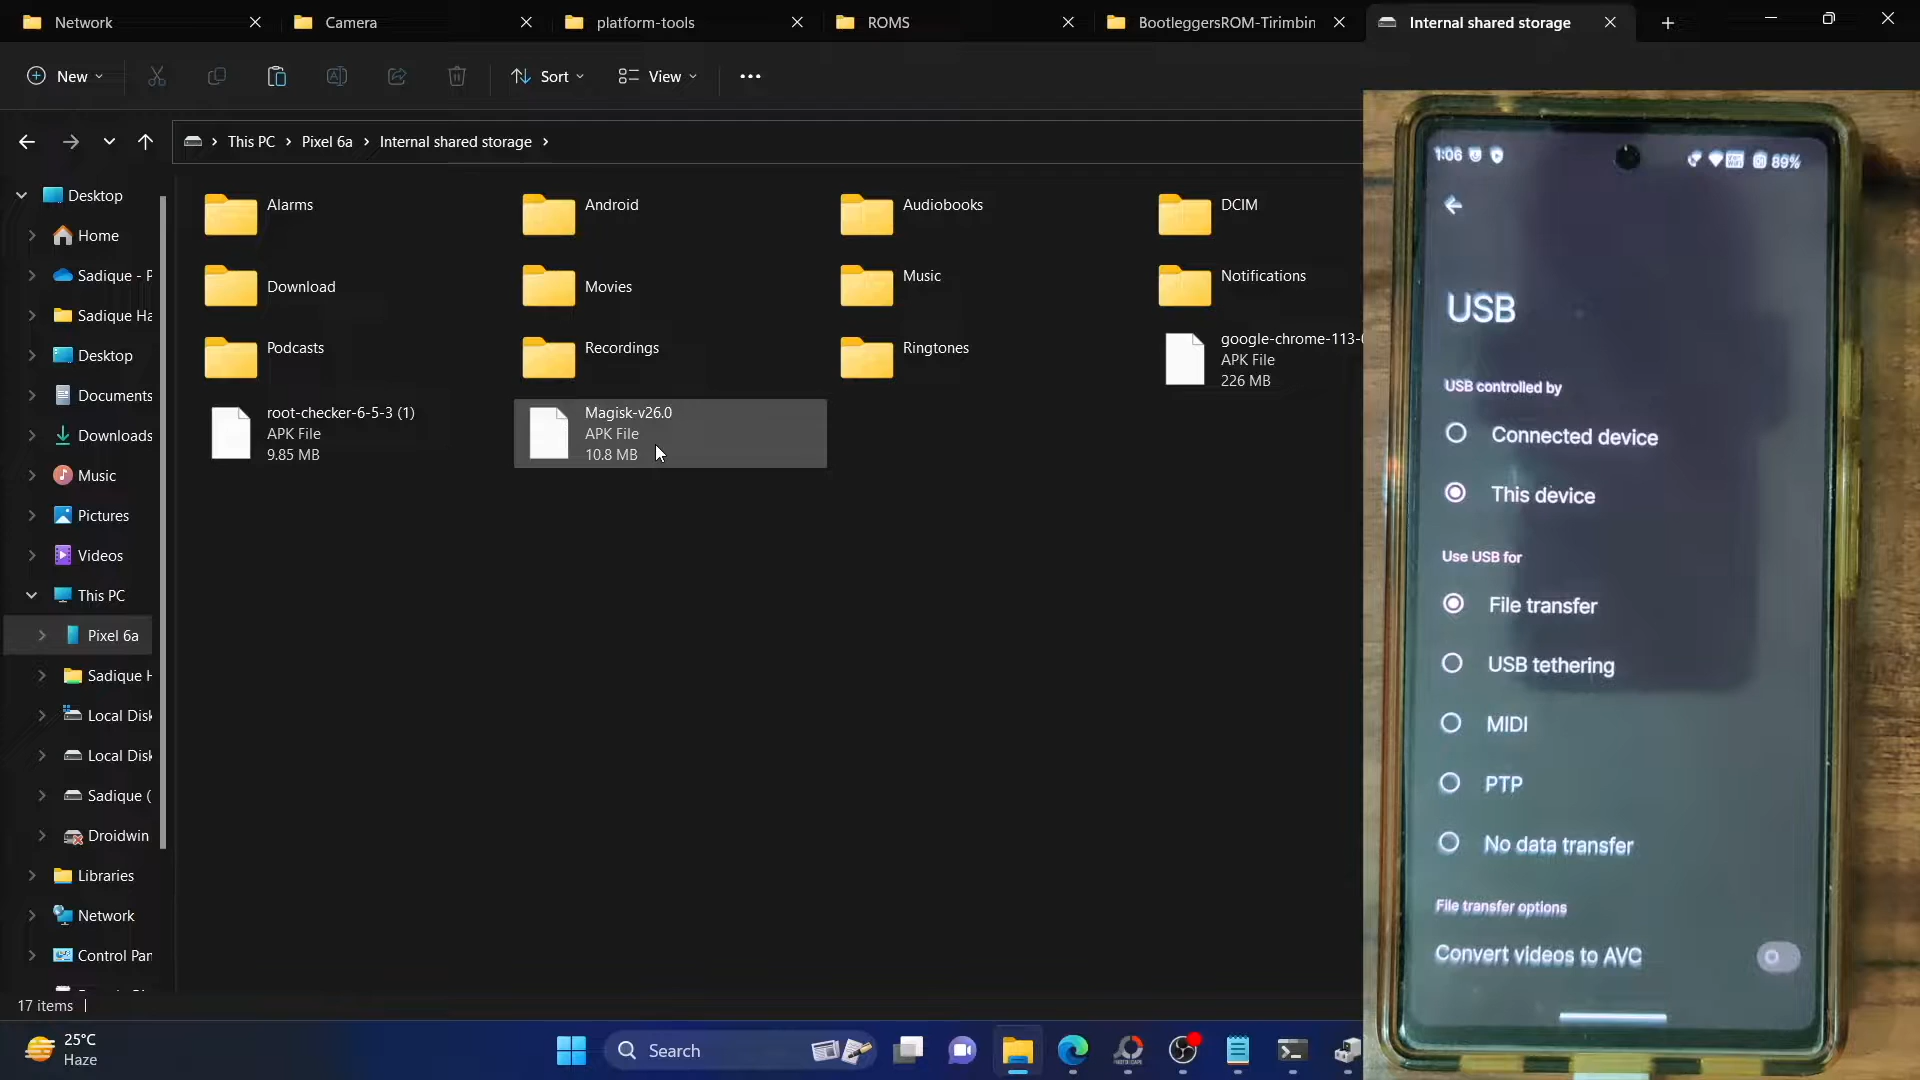 Network
Camera
platform-tools
ROMS
BootleggersROM-Tirimbin
Internal shared storage
New
Sort
View
This PC
Pixel 6a
Internal shared storage
Desktop
Home
Sadique - P
Sadique Ha
Desktop
Documents
Downloads
Music
Pictures
Videos
This PC
Pixel 6a
Sadique H
Local Disk
Local Disk
Sadique (
Droidwin
Libraries
Network
Control Pan
Alarms
Android
Audiobooks
DCIM
Download
Movies
Music
Notifications
Podcasts
Recordings
Ringtones
google-chrome-113-
APK File
226 MB
root-checker-6-5-3 (1)
APK File
9.85 MB
Magisk-v26.0
APK File
10.8 MB
17 items
25°C
Haze
Search
1:06
89%
USB
USB controlled by
Connected device
This device
Use USB for
File transfer
USB tethering
MIDI
PTP
No data transfer
File transfer options
Convert videos to AVC